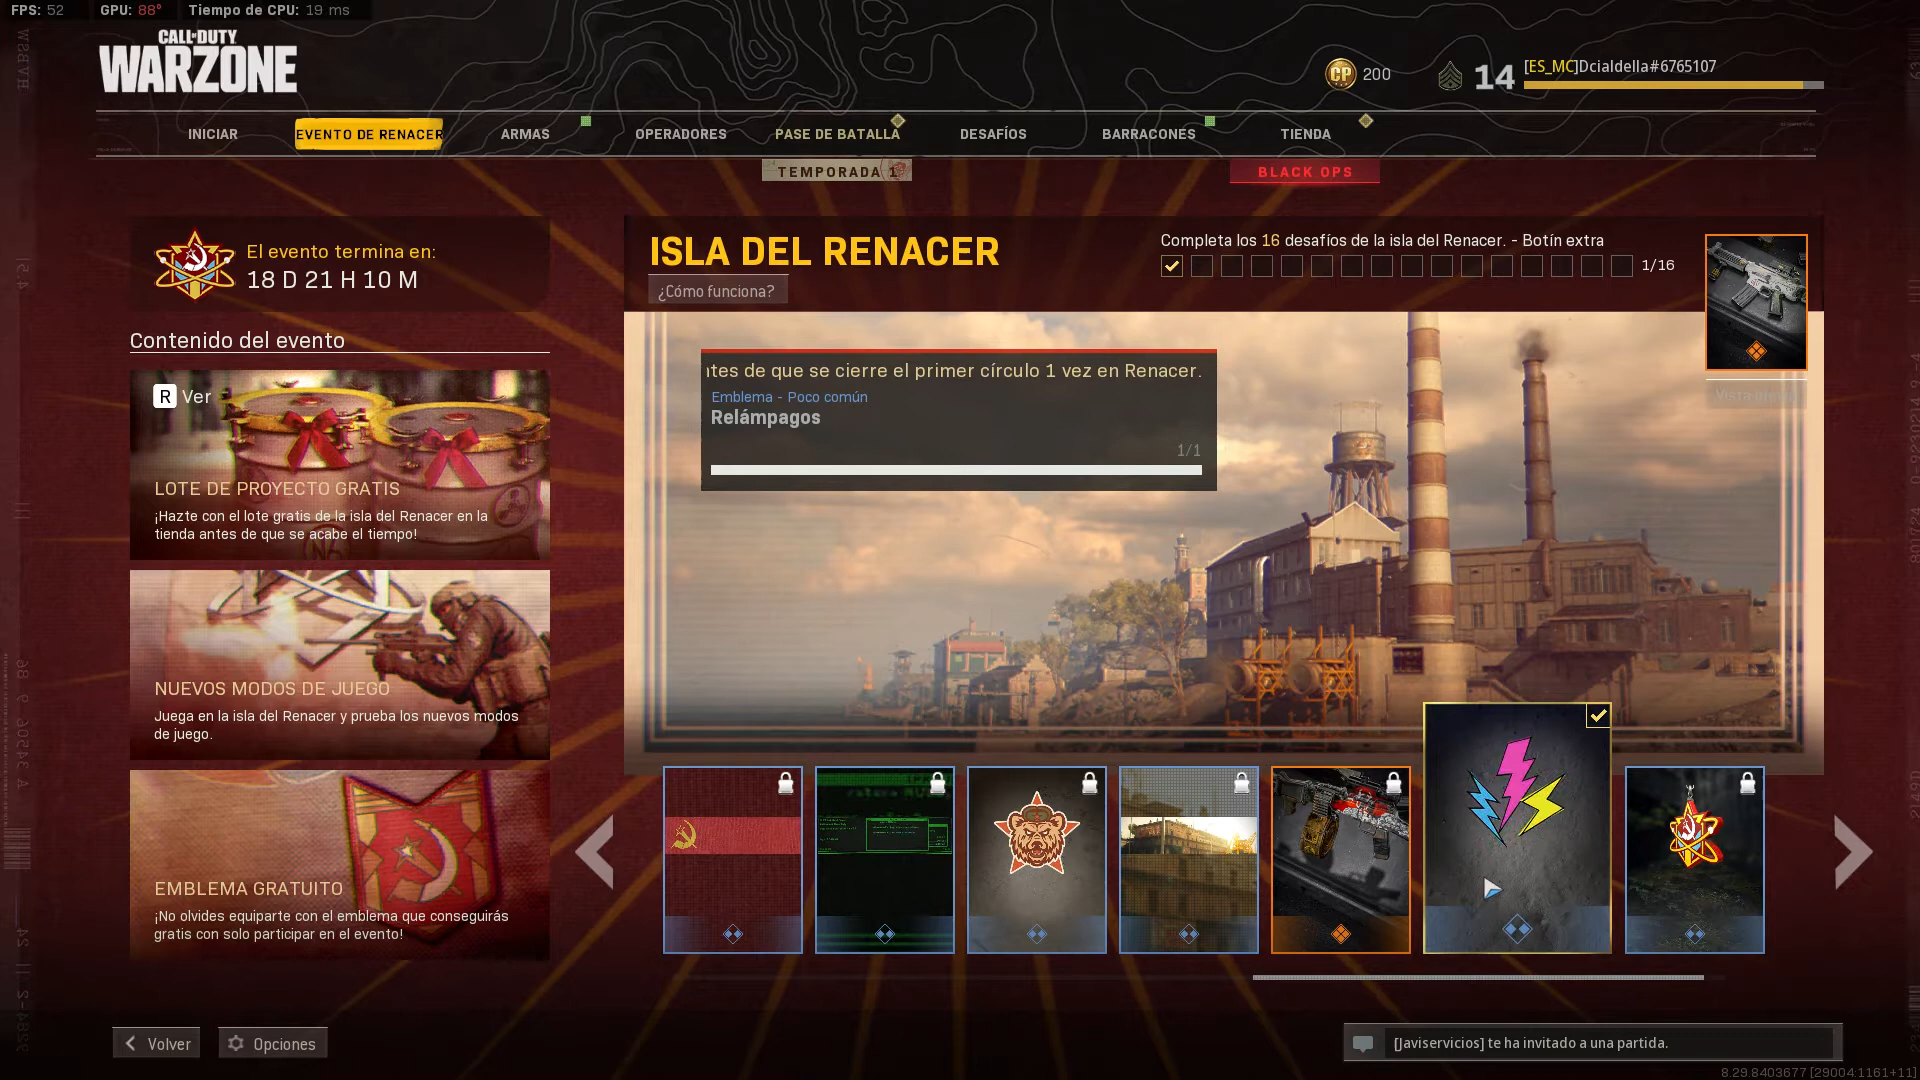 FPS: 52 GPU: 88° Tiempo de CPU: 19 ms
CALL OF DUTY
WARZONE
CP 200
14 [ES_MC]Dcialdella#6765107
INICIAR EVENTO DE RENACER ARMAS OPERADORES PASE DE BATALLA DESAFÍOS BARRACONES TIENDA
TEMPORADA 1 BLACK OPS
El evento termina en:
18 D 21 H 10 M
Contenido del evento
R Ver
LOTE DE PROYECTO GRATIS
¡Hazte con el lote gratis de la isla del Renacer en la
tienda antes de que se acabe el tiempo!
NUEVOS MODOS DE JUEGO
Juega en la isla del Renacer y prueba los nuevos modos
de juego.
EMBLEMA GRATUITO
¡No olvides equiparte con el emblema que conseguirás
gratis con solo participar en el evento!
ISLA DEL RENACER
¿Cómo funciona?
Completa los 16 desafíos de la isla del Renacer. - Botín extra
1/16
ntes de que se cierre el primer círculo 1 vez en Renacer.
Emblema - Poco común
Relámpagos
1/1
Volver
Opciones
[Javiservicios] te ha invitado a una partida.
8.29.8403677 [29004:1161+11]